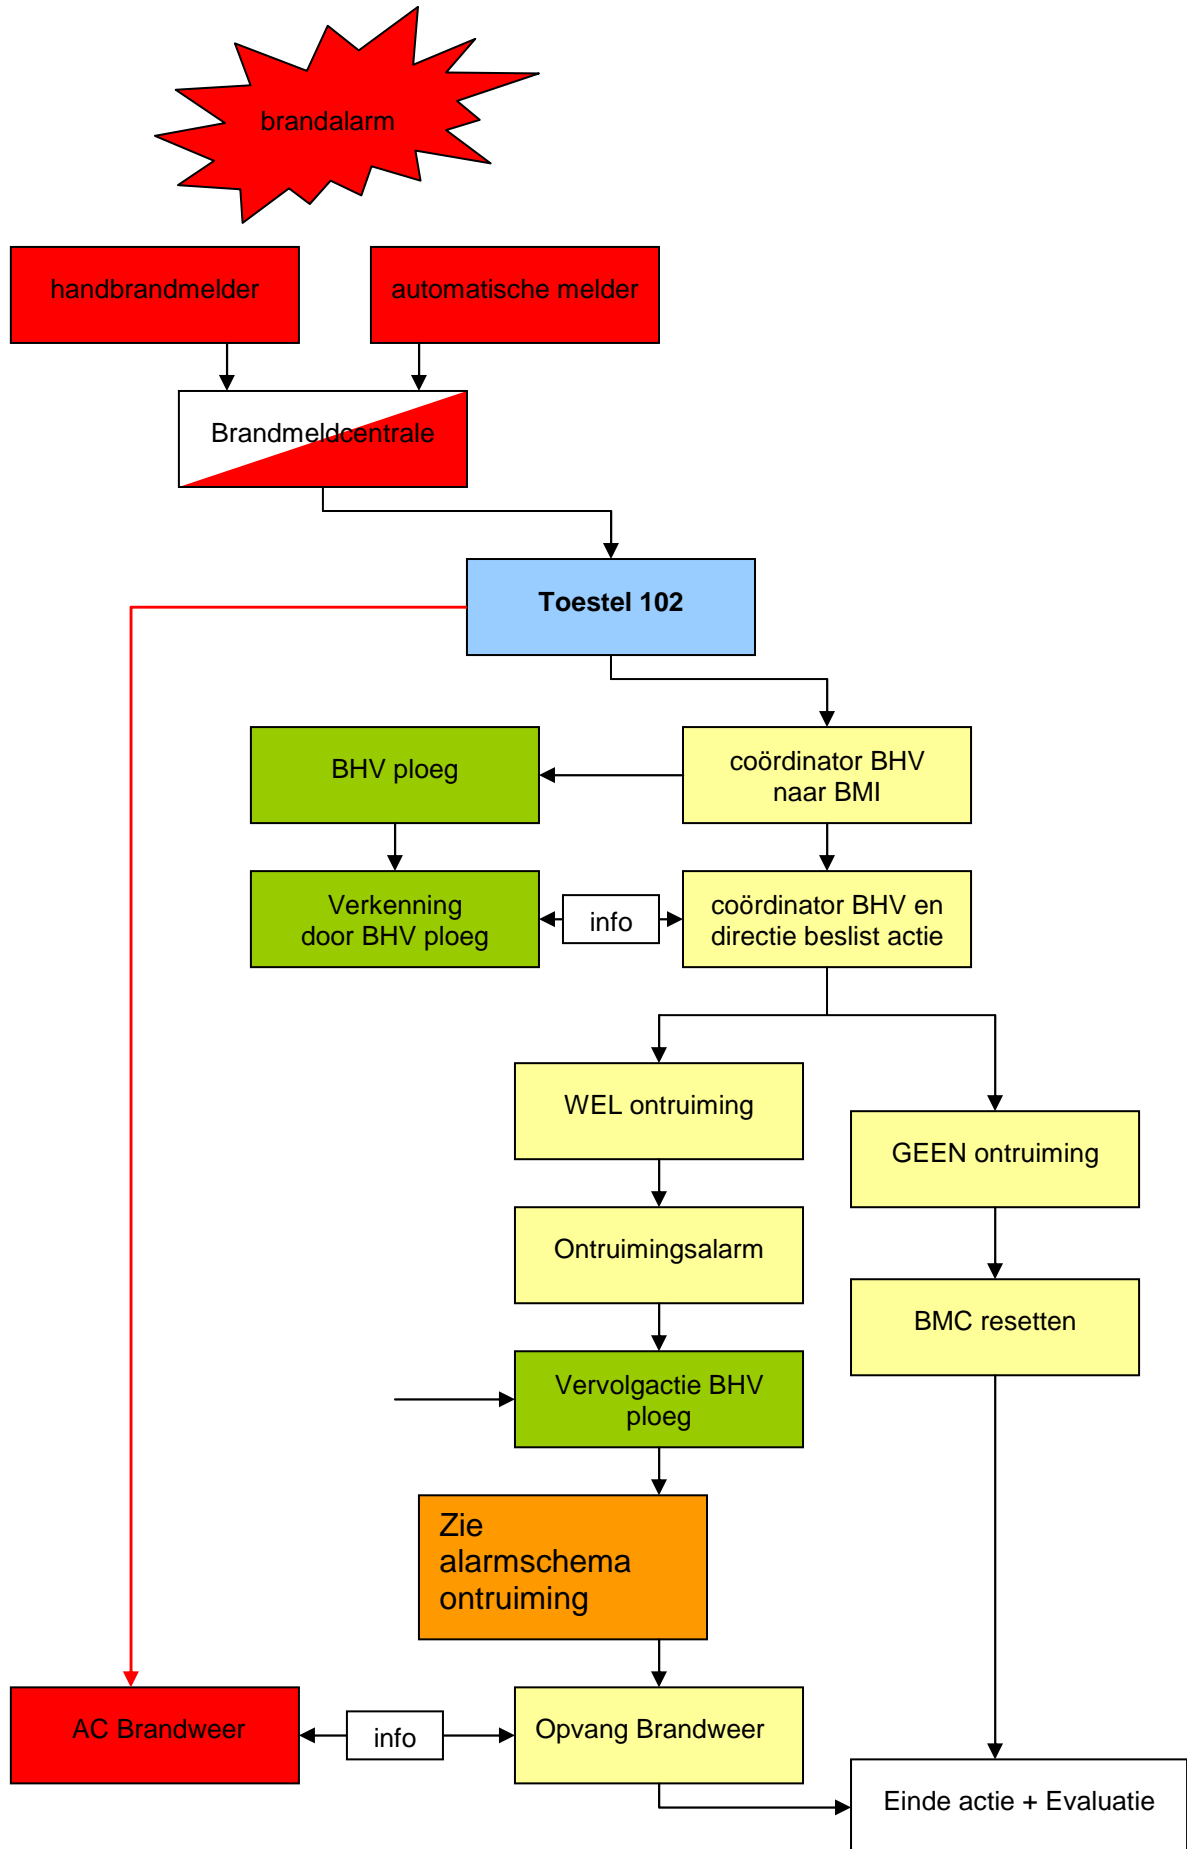 brandalarm
handbrandmelder
automatische melder
Brandmeldcentrale
Toestel 102
BHV ploeg
coördinator BHV
naar BMI
Verkenning
door BHV ploeg
info
coördinator BHV en
directie beslist actie
WEL ontruiming
GEEN ontruiming
Ontruimingsalarm
BMC resetten
Vervolgactie BHV
ploeg
Zie
alarmschema
ontruiming
AC Brandweer
info
Opvang Brandweer
Einde actie + Evaluatie